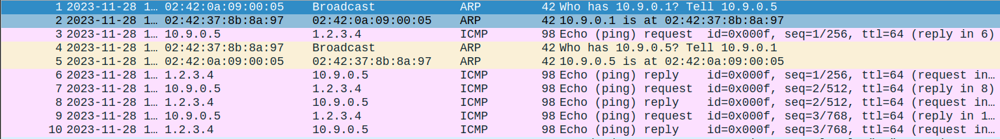 1 2023-11-28 1… 02:42:0a:09:00:05 Broadcast ARP 42 Who has 10.9.0.1? Tell 10.9.0.5
2 2023-11-28 1… 02:42:37:8b:8a:97 02:42:0a:09:00:05 ARP 42 10.9.0.1 is at 02:42:37:8b:8a:97
3 2023-11-28 1… 10.9.0.5 1.2.3.4 ICMP 98 Echo (ping) request id=0x000f, seq=1/256, ttl=64 (reply in 6)
4 2023-11-28 1… 02:42:37:8b:8a:97 Broadcast ARP 42 Who has 10.9.0.5? Tell 10.9.0.1
5 2023-11-28 1… 02:42:0a:09:00:05 02:42:37:8b:8a:97 ARP 42 10.9.0.5 is at 02:42:0a:09:00:05
6 2023-11-28 1… 1.2.3.4 10.9.0.5 ICMP 98 Echo (ping) reply id=0x000f, seq=1/256, ttl=64 (request in…
7 2023-11-28 1… 10.9.0.5 1.2.3.4 ICMP 98 Echo (ping) request id=0x000f, seq=2/512, ttl=64 (reply in 8)
8 2023-11-28 1… 1.2.3.4 10.9.0.5 ICMP 98 Echo (ping) reply id=0x000f, seq=2/512, ttl=64 (request in…
9 2023-11-28 1… 10.9.0.5 1.2.3.4 ICMP 98 Echo (ping) request id=0x000f, seq=3/768, ttl=64 (reply in 1…
10 2023-11-28 1… 1.2.3.4 10.9.0.5 ICMP 98 Echo (ping) reply id=0x000f, seq=3/768, ttl=64 (request in…